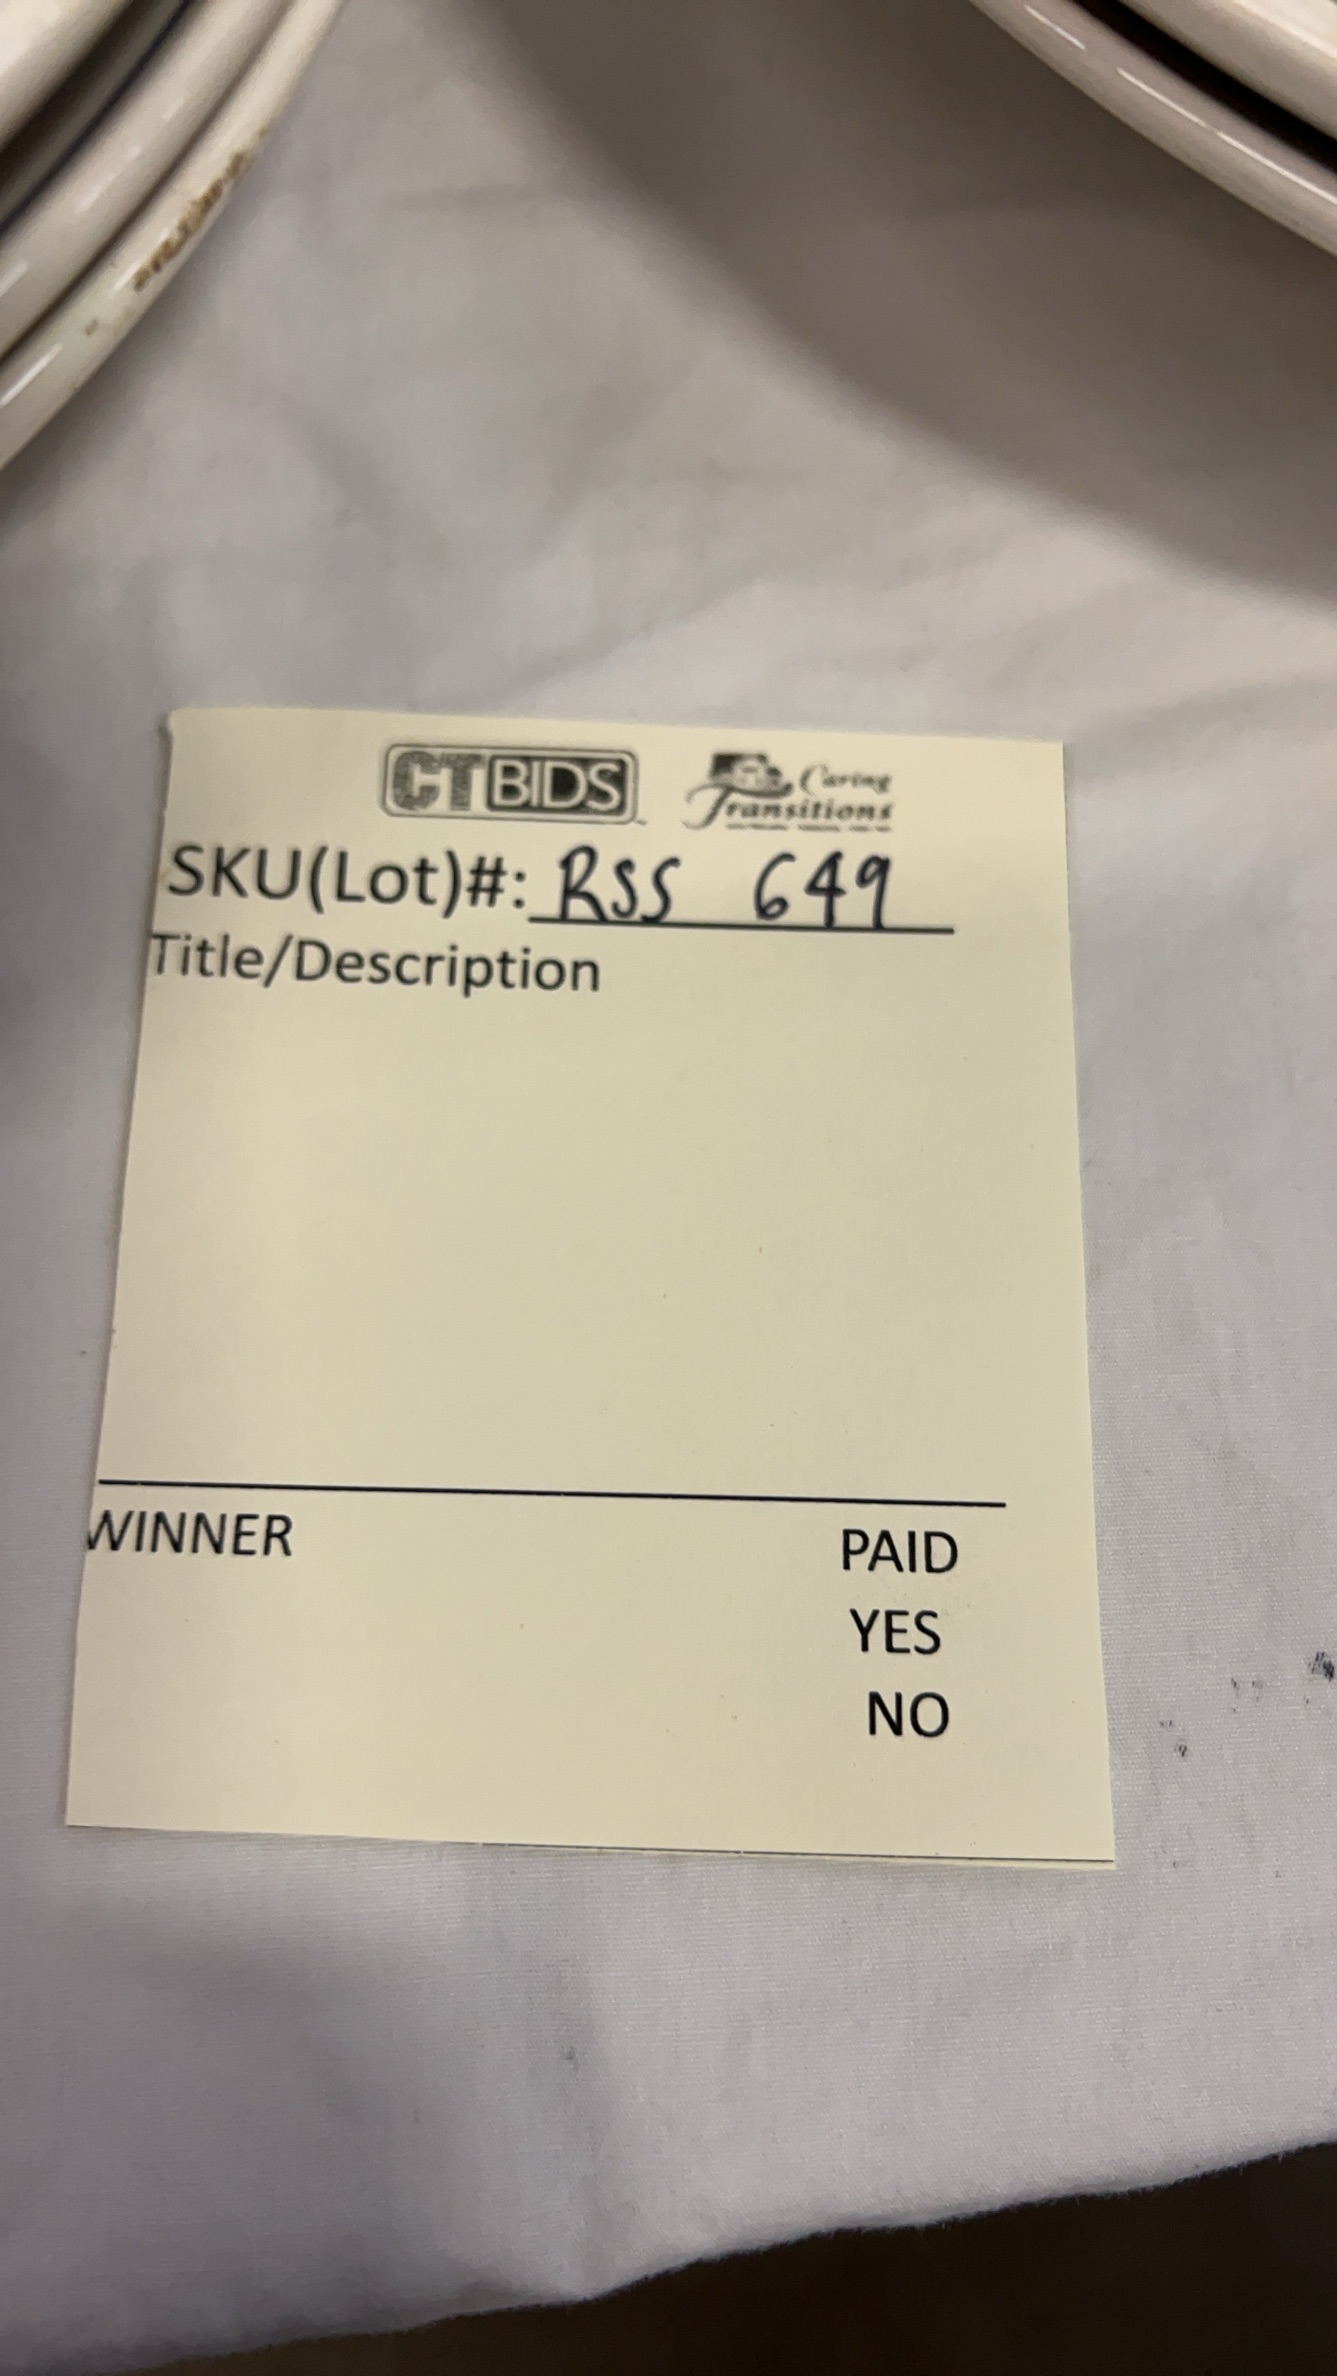 CTBIDS Caring Transitions
SKU(Lot)#: RSS 649
Title/Description
WINNER PAID
YES
NO